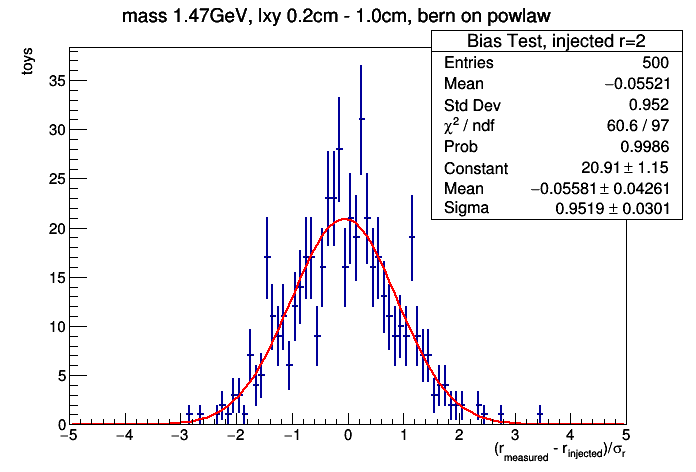 mass 1.47GeV, lxy 0.2cm - 1.0cm, bern on powlaw
toys
Bias Test, injected r=2
Entries 500
Mean −0.05521
Std Dev 0.952
χ² / ndf 60.6 / 97
Prob 0.9986
Constant 20.91 ± 1.15
Mean −0.05581 ± 0.04261
Sigma 0.9519 ± 0.0301
35
30
25
20
15
10
5
0
−5 −4 −3 −2 −1 0 1 2 3 4 5
(r_measured - r_injected)/σ_r